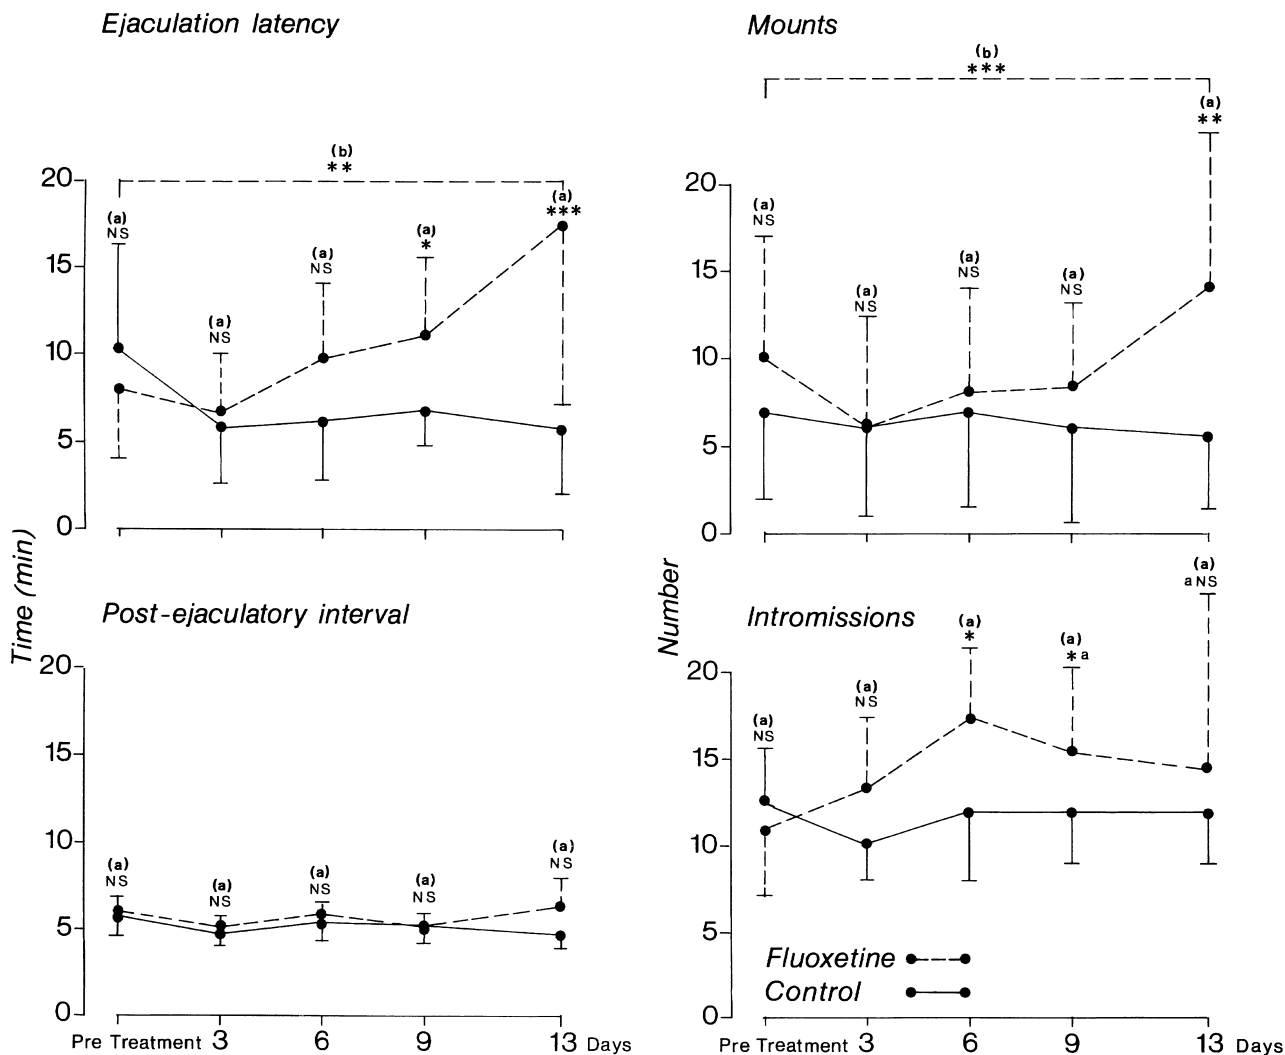 Ejaculation latency
(b)
**
20
15
10
5
0
(a)
NS
(a)
NS
(a)
NS
(a)
*
(a)
***
Mounts
(b)
***
20
15
10
5
0
(a)
NS
(a)
NS
(a)
NS
(a)
NS
(a)
**
Time (min)
Post-ejaculatory interval
20
15
10
5
0
(a)
NS
(a)
NS
(a)
NS
(a)
NS
(a)
NS
Pre Treatment 3 6 9 13 Days
Number
Intromissions
20
15
10
5
0
(a)
NS
(a)
NS
(a)
*
(a)
* a
(a)
a NS
Fluoxetine
Control
Pre Treatment 3 6 9 13 Days